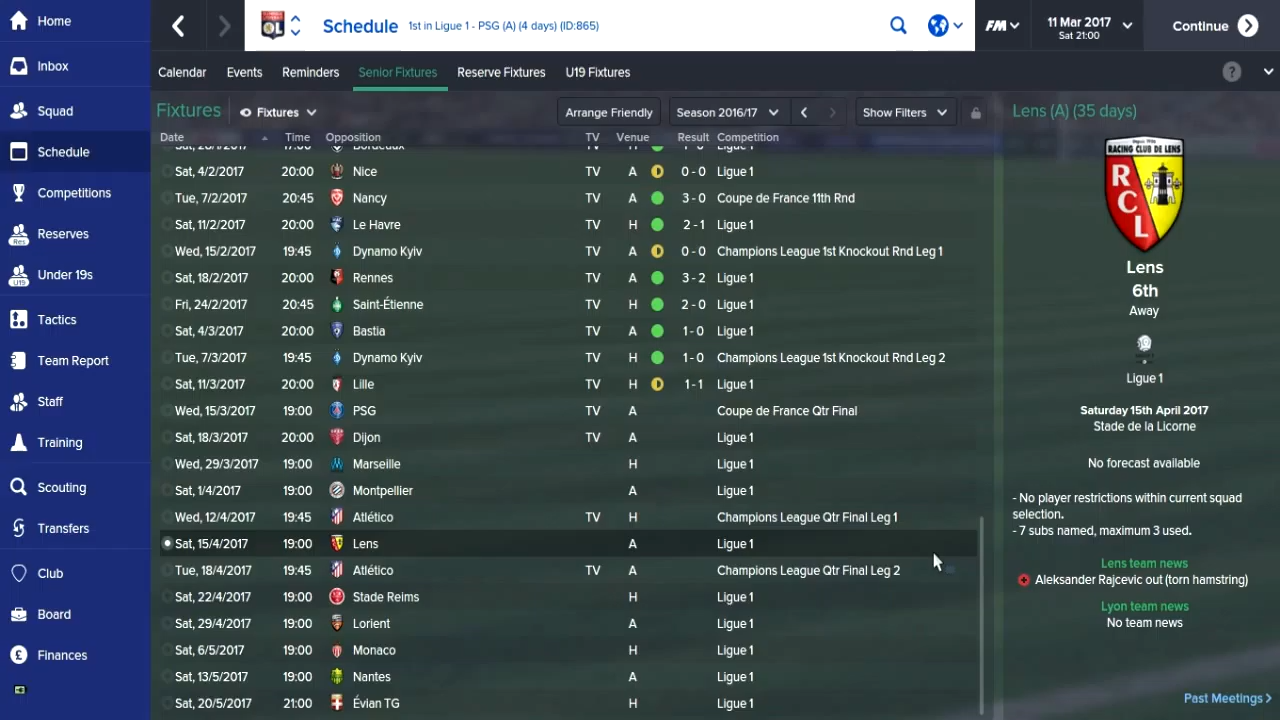 Home
Inbox
Squad
Schedule
Competitions
Reserves
Under 19s
Tactics
Team Report
Staff
Training
Scouting
Transfers
Club
Board
Finances
Schedule 1st in Ligue 1 - PSG (A) (4 days) (ID:865)
FM
11 Mar 2017
Sat 21:00
Continue
Calendar Events Reminders Senior Fixtures Reserve Fixtures U19 Fixtures
Fixtures Fixtures Arrange Friendly Season 2016/17 Show Filters
Date Time Opposition TV Venue Result Competition
Bordeaux Ligue 1
Sat, 4/2/2017 20:00 Nice TV A 0 - 0 Ligue 1
Tue, 7/2/2017 20:45 Nancy TV A 3 - 0 Coupe de France 11th Rnd
Sat, 11/2/2017 20:00 Le Havre TV H 2 - 1 Ligue 1
Wed, 15/2/2017 19:45 Dynamo Kyiv TV A 0 - 0 Champions League 1st Knockout Rnd Leg 1
Sat, 18/2/2017 20:00 Rennes TV A 3 - 2 Ligue 1
Fri, 24/2/2017 20:45 Saint-Étienne TV H 2 - 0 Ligue 1
Sat, 4/3/2017 20:00 Bastia TV A 1 - 0 Ligue 1
Tue, 7/3/2017 19:45 Dynamo Kyiv TV H 1 - 0 Champions League 1st Knockout Rnd Leg 2
Sat, 11/3/2017 20:00 Lille TV H 1 - 1 Ligue 1
Wed, 15/3/2017 19:00 PSG TV A Coupe de France Qtr Final
Sat, 18/3/2017 20:00 Dijon TV A Ligue 1
Wed, 29/3/2017 19:00 Marseille H Ligue 1
Sat, 1/4/2017 19:00 Montpellier A Ligue 1
Wed, 12/4/2017 19:45 Atlético TV H Champions League Qtr Final Leg 1
Sat, 15/4/2017 19:00 Lens A Ligue 1
Tue, 18/4/2017 19:45 Atlético TV A Champions League Qtr Final Leg 2
Sat, 22/4/2017 19:00 Stade Reims H Ligue 1
Sat, 29/4/2017 19:00 Lorient A Ligue 1
Sat, 6/5/2017 19:00 Monaco H Ligue 1
Sat, 13/5/2017 19:00 Nantes A Ligue 1
Sat, 20/5/2017 21:00 Évian TG H Ligue 1
Lens (A) (35 days)
RACING CLUB DE LENS
RCL
Lens
6th
Away
Ligue 1
Saturday 15th April 2017
Stade de la Licorne
No forecast available
- No player restrictions within current squad
selection.
- 7 subs named, maximum 3 used.
Lens team news
Aleksander Rajcevic out (torn hamstring)
Lyon team news
No team news
Past Meetings >